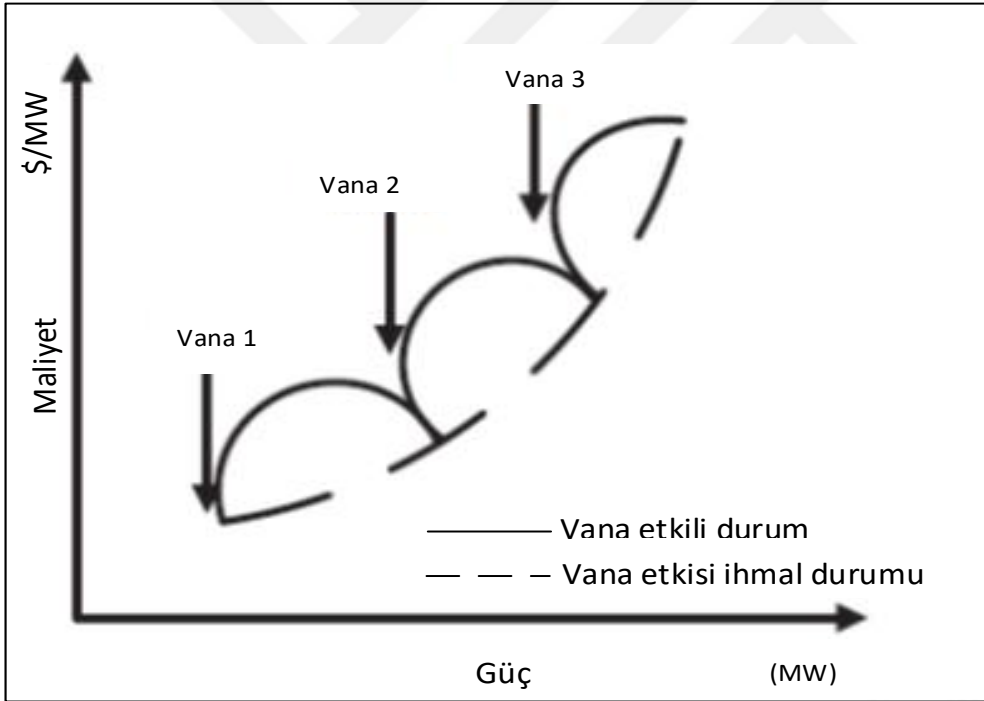 Vana 3
$/MW
Vana 2
Vana 1
Maliyet
Vana etkili durum
Vana etkisi ihmal durumu
Güç
(MW)